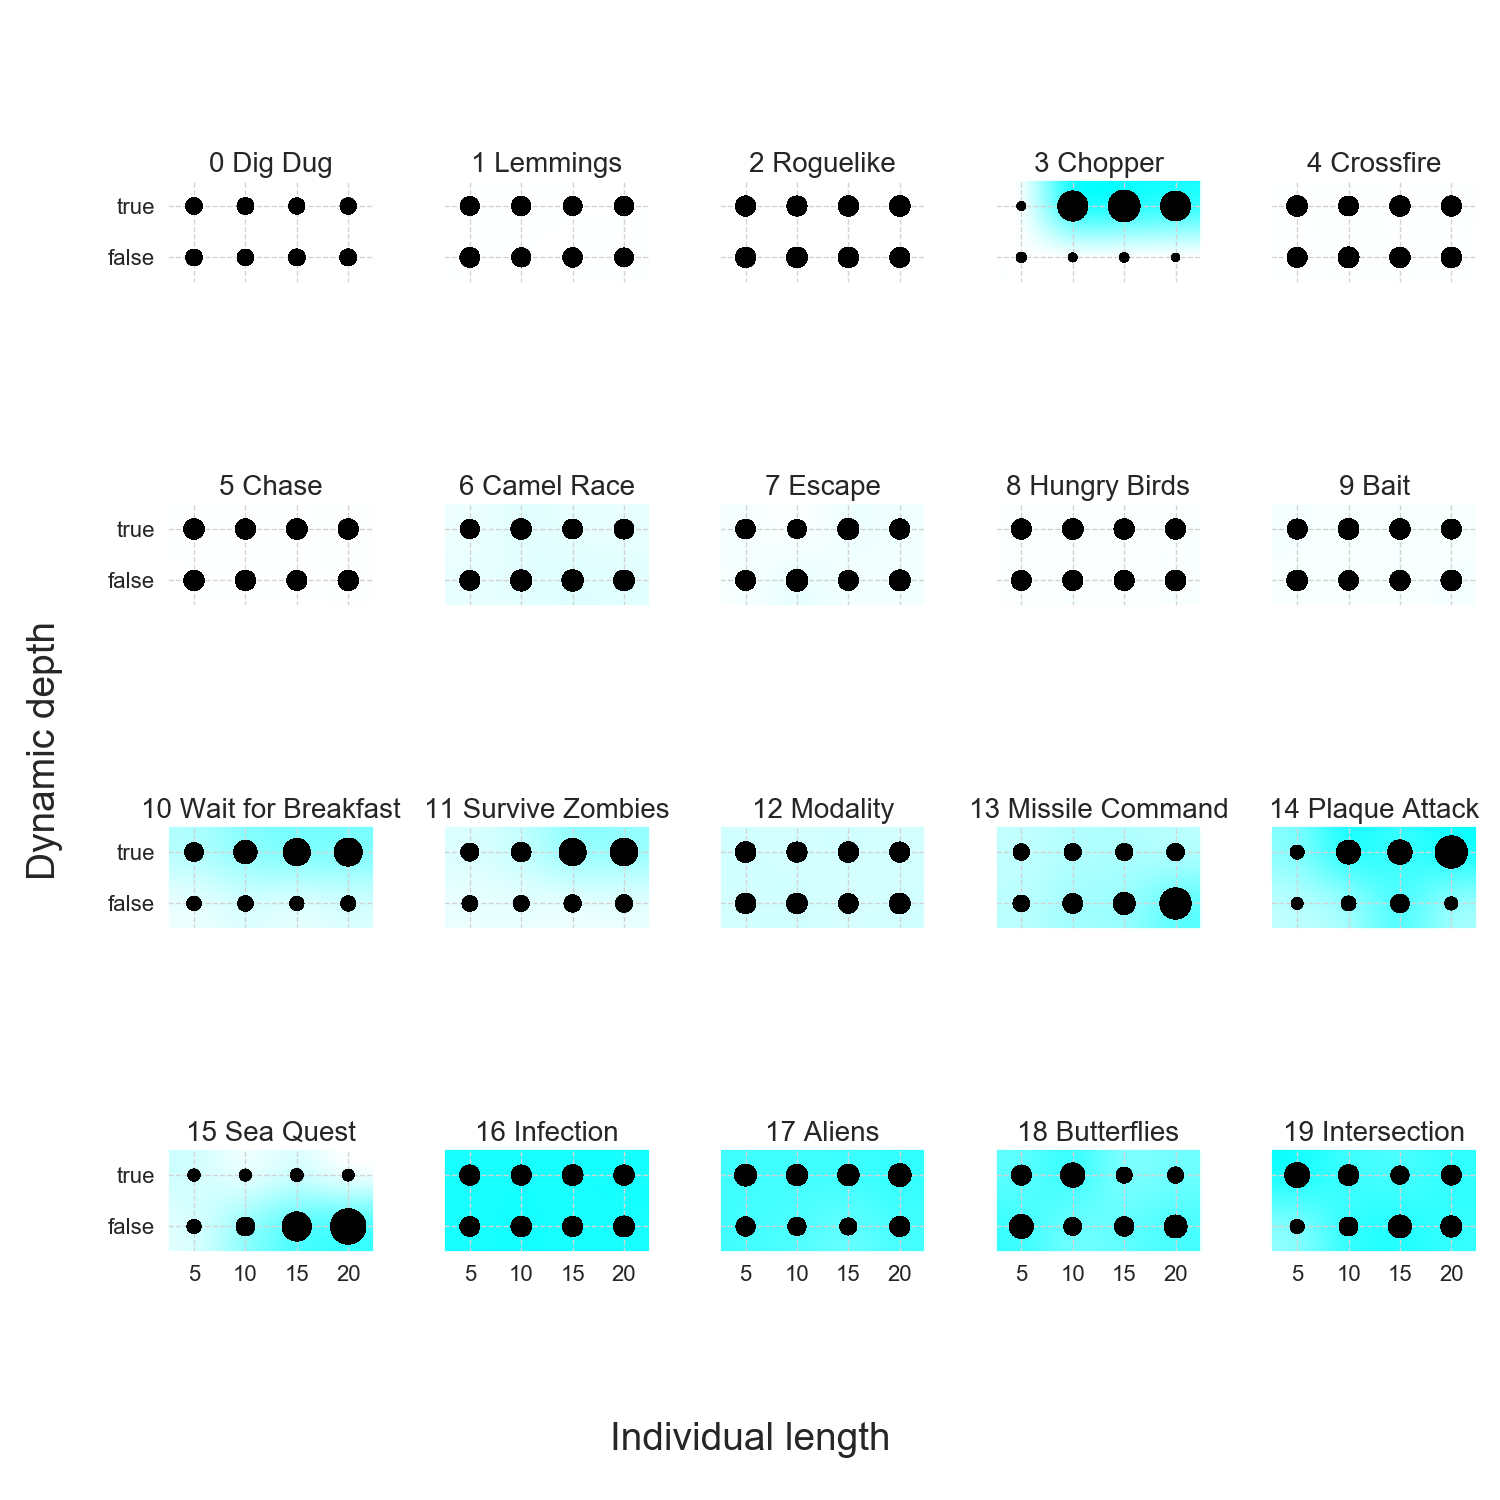 0 Dig Dug
1 Lemmings
2 Roguelike
3 Chopper
4 Crossfire
true
false
5 Chase
6 Camel Race
7 Escape
8 Hungry Birds
9 Bait
true
false
Dynamic depth
10 Wait for Breakfast
11 Survive Zombies
12 Modality
13 Missile Command
14 Plaque Attack
true
false
15 Sea Quest
16 Infection
17 Aliens
18 Butterflies
19 Intersection
true
false
5 10 15 20
5 10 15 20
5 10 15 20
5 10 15 20
5 10 15 20
Individual length